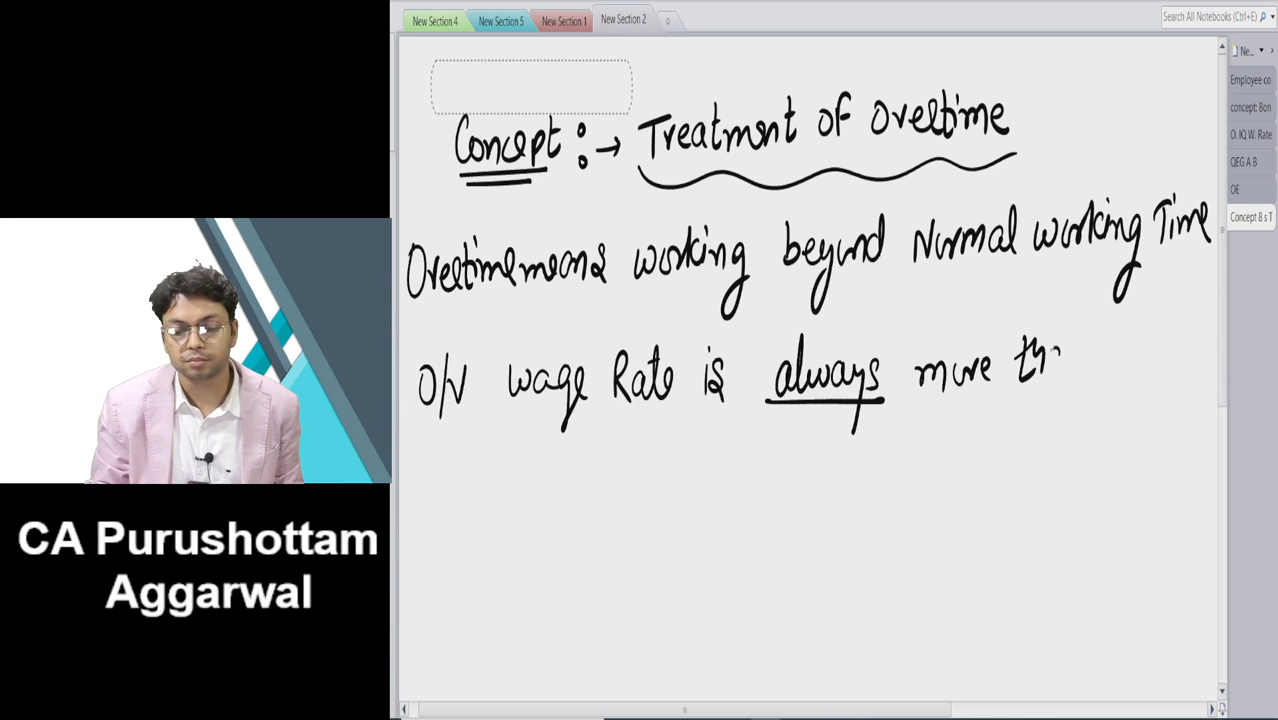 New Section 4
New Section 5
New Section 1
New Section 2
Search All Notebooks (Ctrl+E)
Ne...
Employee co
concept: Bon
O. IQ W. Rate
QEG A B
OE
Concept 8 s T
Concept :→ Treatment of Overtime
Overtime means working beyond Normal working Time
O/V wage Rate is always more th
CA Purushottam
Aggarwal